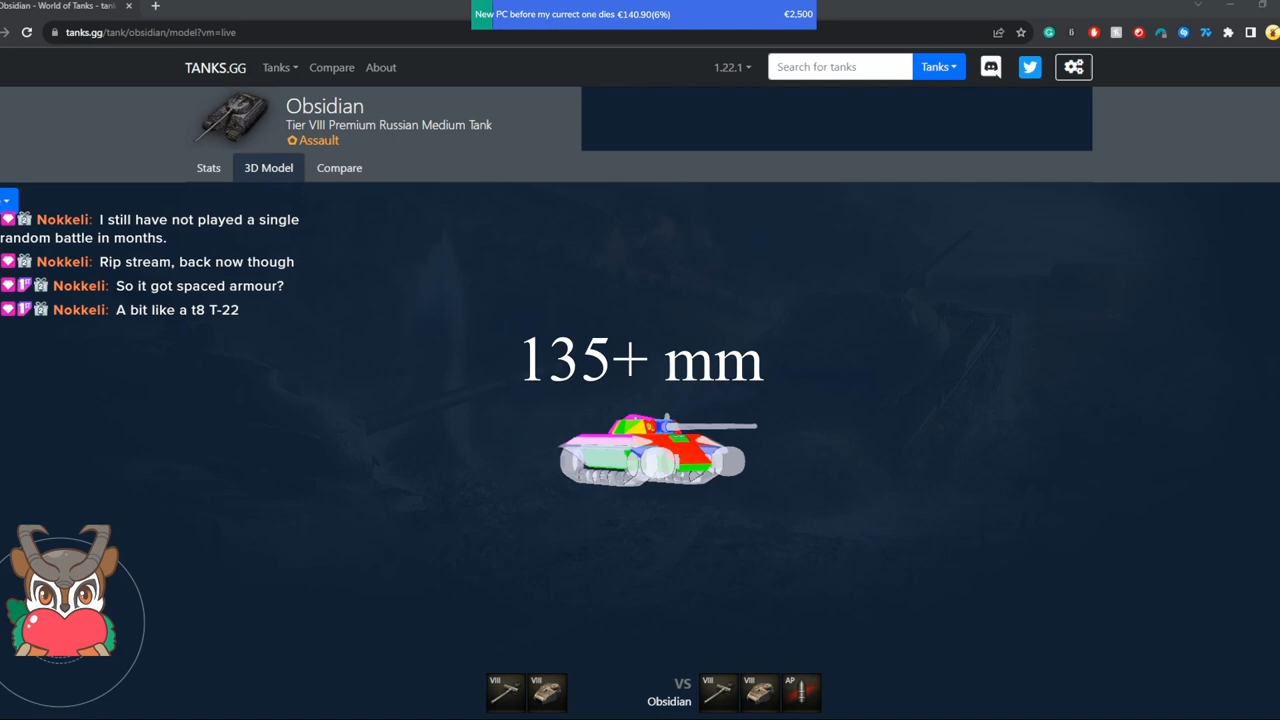 Obsidian - World of Tanks - tank
New PC before my currect one dies €140.90(6%) €2,500
tanks.gg/tank/obsidian/model?vm=live
TANKS.GG Tanks Compare About 1.22.1 Search for tanks Tanks
Obsidian
Tier VIII Premium Russian Medium Tank
Assault
Stats 3D Model Compare
Nokkeli: I still have not played a single
random battle in months.
Nokkeli: Rip stream, back now though
Nokkeli: So it got spaced armour?
Nokkeli: A bit like a t8 T-22
135+ mm
VIII VIII VS VIII VIII AP
Obsidian